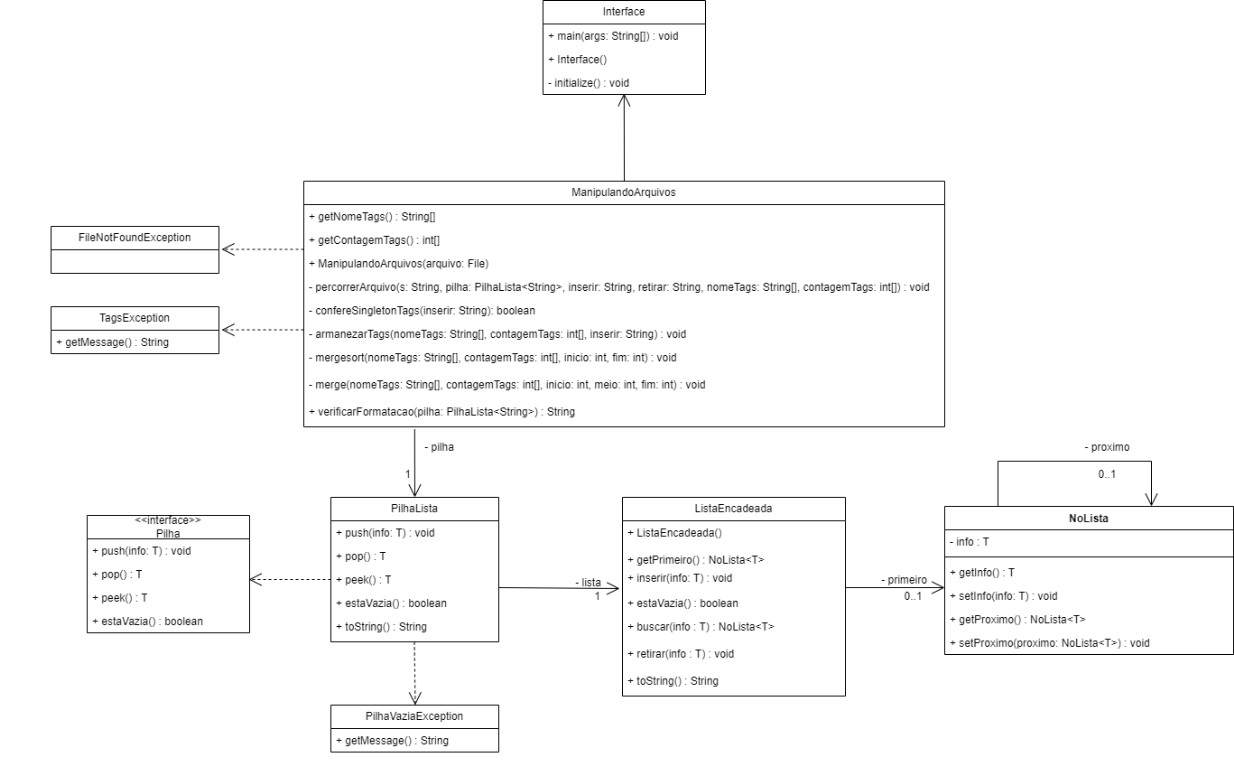 Interface
+ main(args: String[]) : void
+ Interface()
- initialize() : void
ManipulandoArquivos
+ getNomeTags() : String[]
+ getContagemTags() : int[]
+ ManipulandoArquivos(arquivo: File)
- percorrerArquivo(s: String, pilha: PilhaLista<String>, inserir: String, retirar: String, nomeTags: String[], contagemTags: int[]) : void
- confereSingletonTags(inserir: String): boolean
- armanezarTags(nomeTags: String[], contagemTags: int[], inserir: String) : void
- mergesort(nomeTags: String[], contagemTags: int[], inicio: int, fim: int) : void
- merge(nomeTags: String[], contagemTags: int[], inicio: int, meio: int, fim: int) : void
+ verificarFormatacao(pilha: PilhaLista<String>) : String
FileNotFoundException
TagsException
+ getMessage() : String
- pilha
1
<<interface>>
Pilha
+ push(info: T) : void
+ pop() : T
+ peek() : T
+ estaVazia() : boolean
PilhaLista
+ push(info: T) : void
+ pop() : T
+ peek() : T
+ estaVazia() : boolean
+ toString() : String
- lista
1
PilhaVaziaException
+ getMessage() : String
ListaEncadeada
+ ListaEncadeada()
+ getPrimeiro() : NoLista<T>
+ inserir(info: T) : void
+ estaVazia() : boolean
+ buscar(info : T) : NoLista<T>
+ retirar(info : T) : void
+ toString() : String
- primeiro
0..1
- proximo
0..1
NoLista
- info : T
+ getInfo() : T
+ setInfo(info: T) : void
+ getProximo() : NoLista<T>
+ setProximo(proximo: NoLista<T>) : void